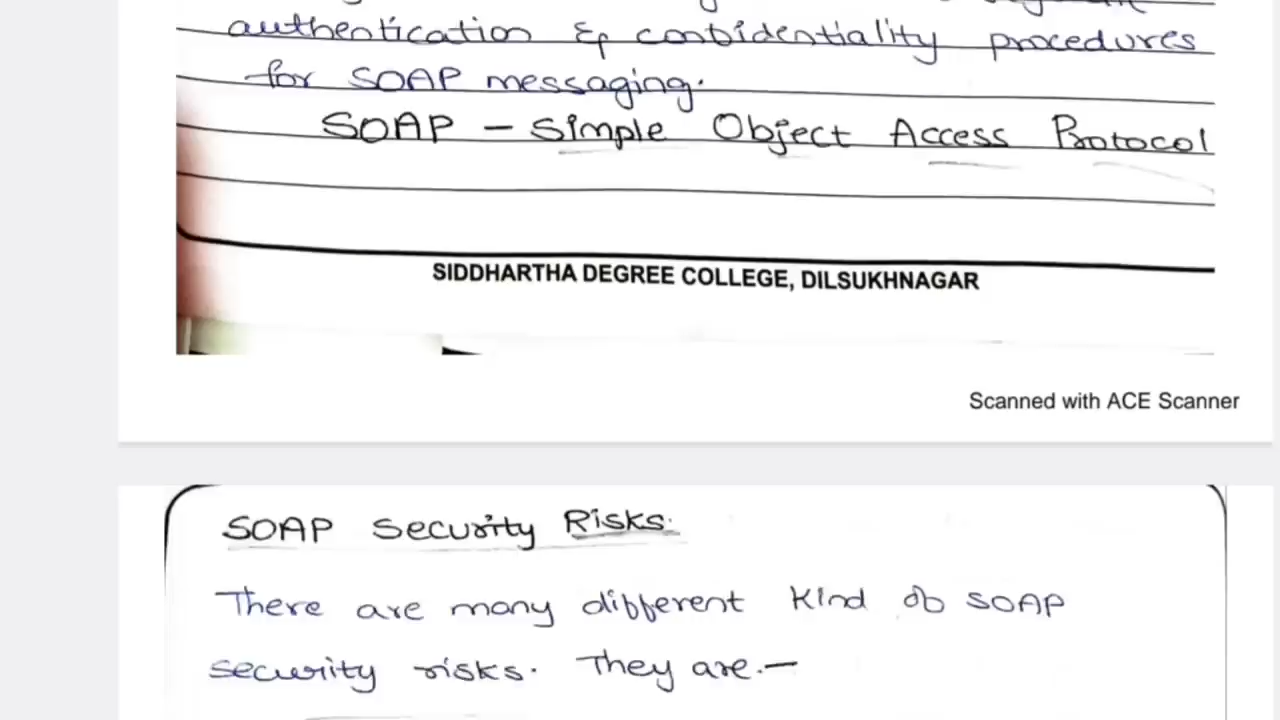 authentication & confidentiality procedures
for SOAP messaging.
SOAP - Simple Object Access Protocol
SIDDHARTHA DEGREE COLLEGE, DILSUKHNAGAR
Scanned with ACE Scanner
SOAP Security Risks.
There are many different kind of SOAP
security risks. They are.-